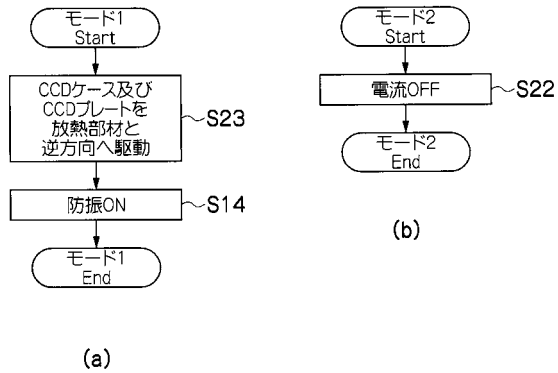 モード1
Start
CCDケース及び
CCDプレートを
放熱部材と
逆方向へ駆動
S23
防振ON
S14
モード1
End
(a)
モード2
Start
電流OFF
S22
モード2
End
(b)